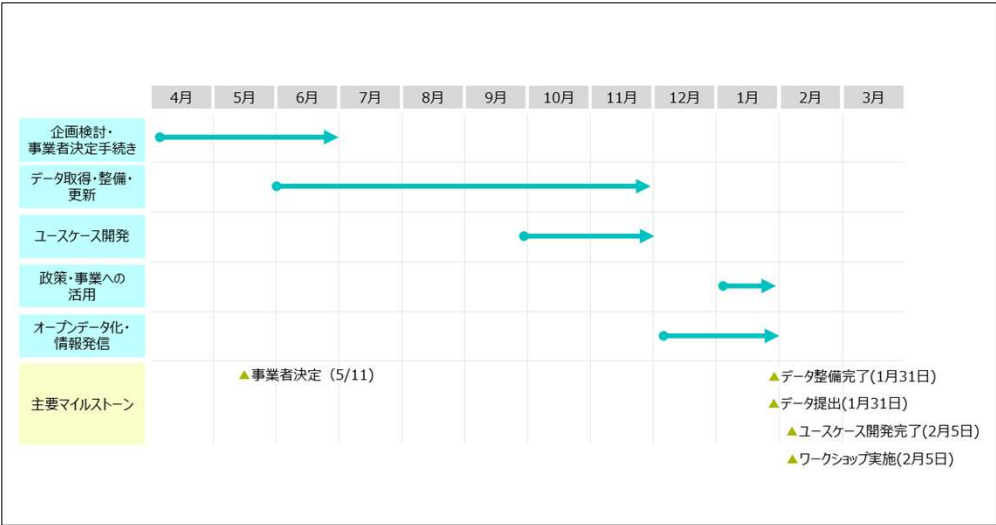 4月 5月 6月 7月 8月 9月 10月 11月 12月 1月 2月 3月
企画検討・
事業者決定手続き
データ取得・整備・
更新
ユースケース開発
政策・事業への
活用
オープンデータ化・
情報発信
主要マイルストーン
▲事業者決定（5/11）
▲データ整備完了(1月31日)
▲データ提出(1月31日)
▲ユースケース開発完了(2月5日)
▲ワークショップ実施(2月5日)